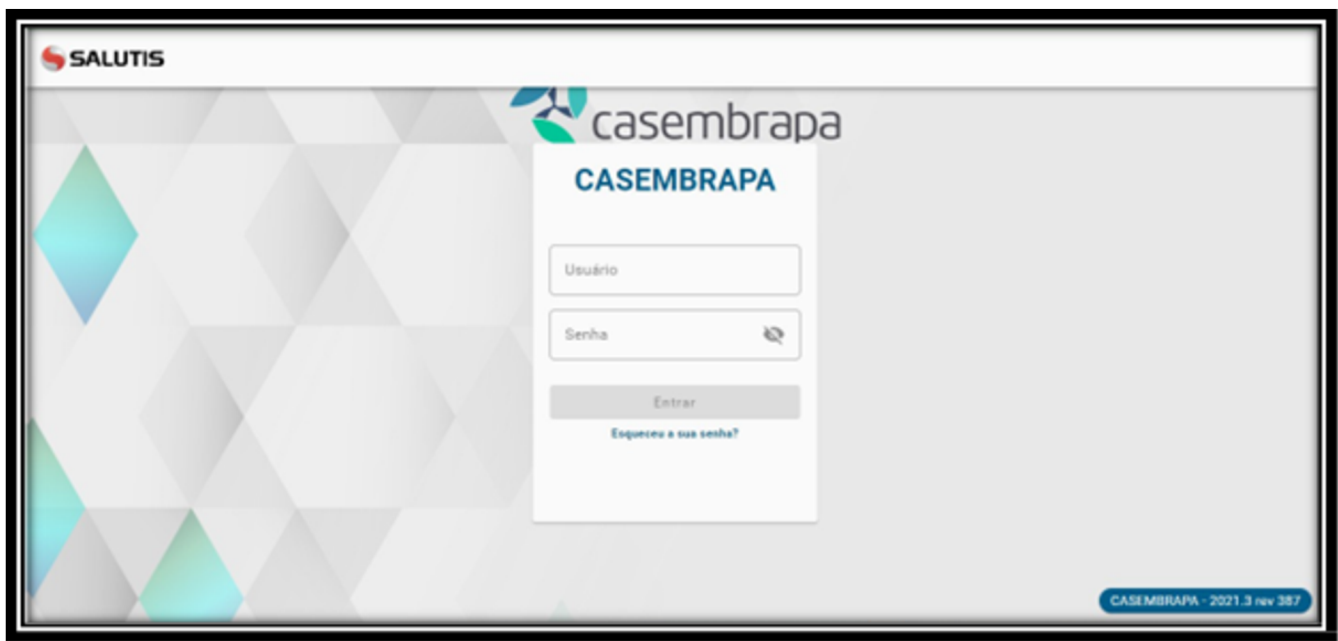 SALUTIS
casembrapa
CASEMBRAPA
Usuário
Senha
Entrar
Esqueceu a sua senha?
CASEMBRAPA - 2021.3 rev 387